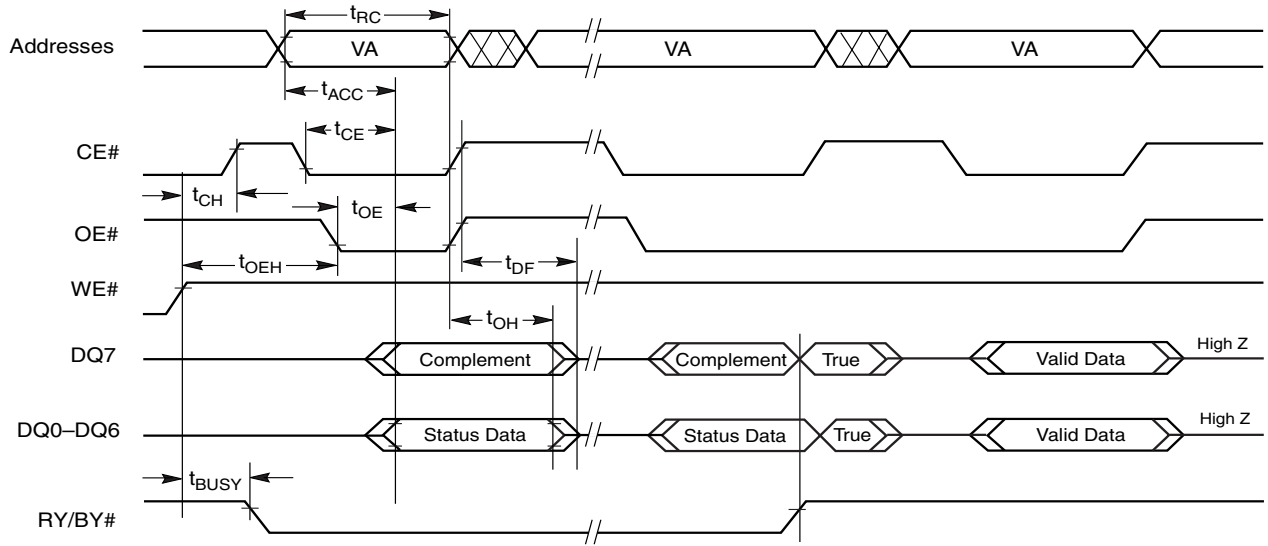 tRC
Addresses VA VA VA
tACC
tCE
CE#
tCH
tOE
OE#
tOEH
tDF
WE#
tOH
DQ7 Complement Complement True Valid Data High Z
DQ0–DQ6 Status Data Status Data True Valid Data High Z
tBUSY
RY/BY#